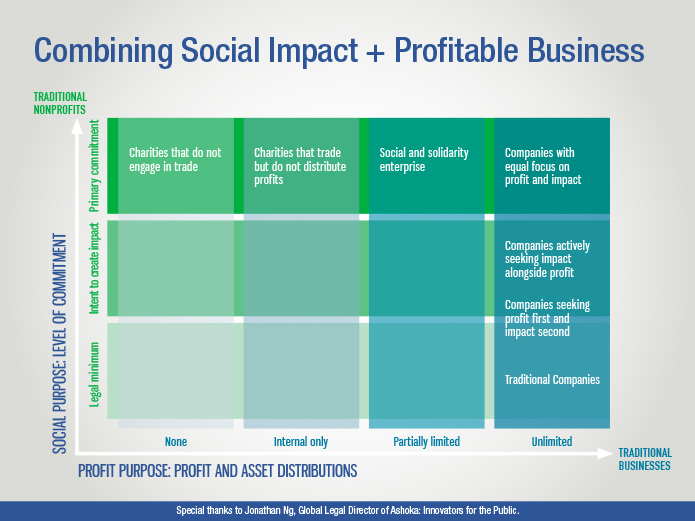 Combining Social Impact + Profitable Business
TRADITIONAL
NONPROFITS
SOCIAL PURPOSE: LEVEL OF COMMITMENT
Primary commitment
Charities that do not
engage in trade
Charities that trade
but do not distribute
profits
Social and solidarity
enterprise
Companies with
equal focus on
profit and impact
Intent to create impact
Companies actively
seeking impact
alongside profit
Companies seeking
profit first and
impact second
Legal minimum
Traditional Companies
None
Internal only
Partially limited
Unlimited
TRADITIONAL
BUSINESSES
PROFIT PURPOSE: PROFIT AND ASSET DISTRIBUTIONS
Special thanks to Jonathan Ng, Global Legal Director of Ashoka: Innovators for the Public.